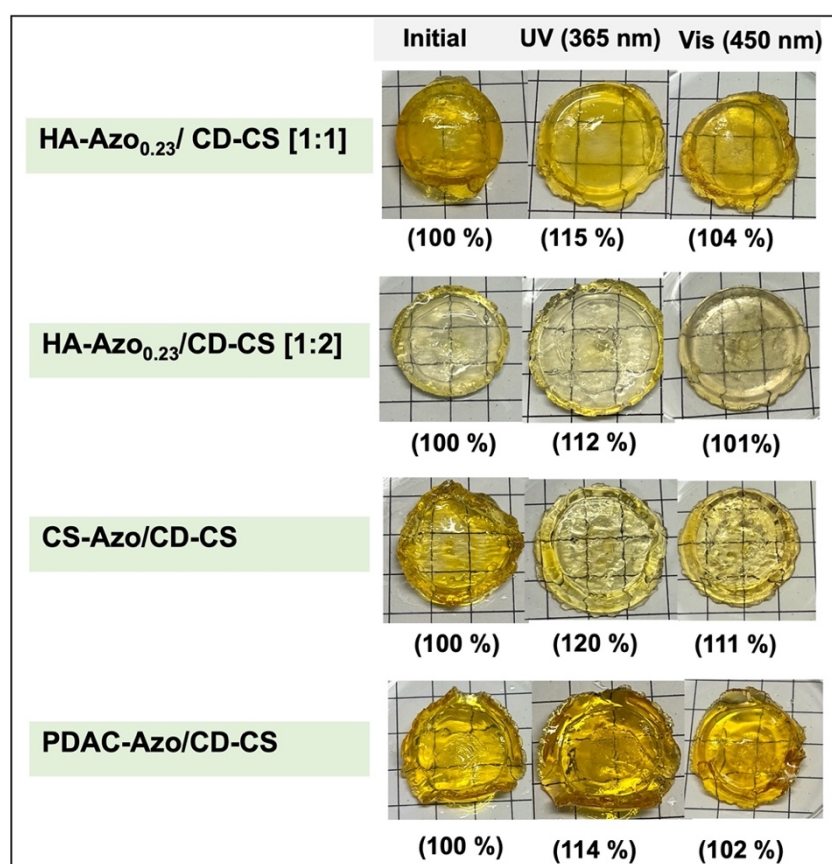 Initial UV (365 nm) Vis (450 nm)
HA-Azo0.23/ CD-CS [1:1]
(100 %) (115 %) (104 %)
HA-Azo0.23/CD-CS [1:2]
(100 %) (112 %) (101%)
CS-Azo/CD-CS
(100 %) (120 %) (111 %)
PDAC-Azo/CD-CS
(100 %) (114 %) (102 %)